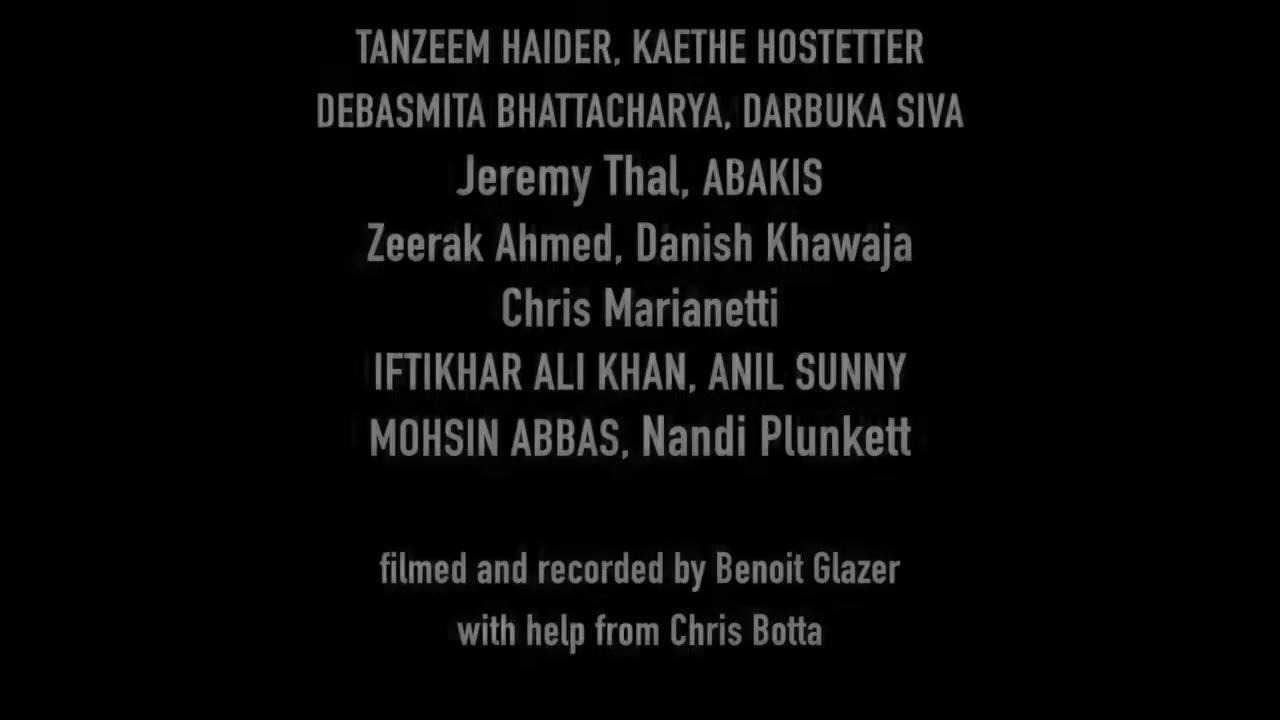 TANZEEM HAIDER, KAETHE HOSTETTER
DEBASMITA BHATTACHARYA, DARBUKA SIVA
Jeremy Thal, ABAKIS
Zeerak Ahmed, Danish Khawaja
Chris Marianetti
IFTIKHAR ALI KHAN, ANIL SUNNY
MOHSIN ABBAS, Nandi Plunkett
filmed and recorded by Benoit Glazer
with help from Chris Botta